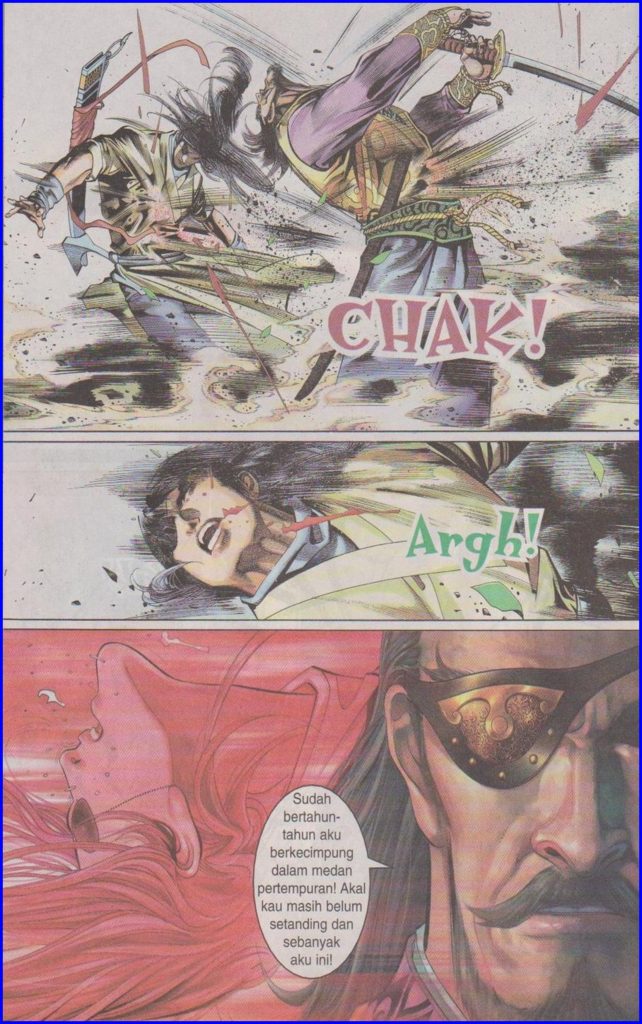 CHAK!
Argh!
Sudah
bertahun-
tahun aku
berkecimpung
dalam medan
pertempuran! Akal
kau masih belum
setanding dan
sebanyak
aku ini!